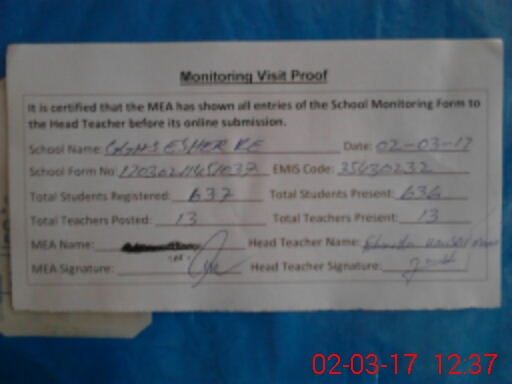 Monitoring Visit Proof
It is certified that the MEA has shown all entries of the School Monitoring Form to
the Head Teacher before its online submission.
School Name: ESHER KE Date: 02-03-17
School Form No: EMIS Code: 35430232
Total Students Registered: 637 Total Students Present: 636
Total Teachers Posted: 13 Total Teachers Present: 13
MEA Name: Head Teacher Name:
MEA Signature: Head Teacher Signature:
02-03-17 12:37